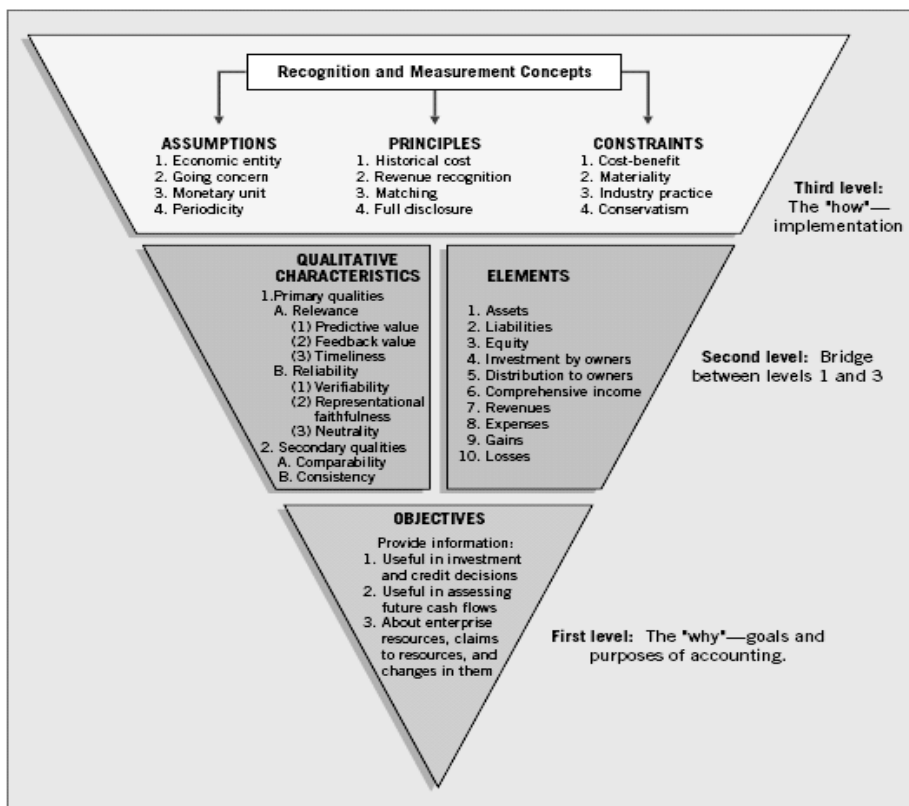 Recognition and Measurement Concepts
ASSUMPTIONS
1. Economic entity
2. Going concern
3. Monetary unit
4. Periodicity
PRINCIPLES
1. Historical cost
2. Revenue recognition
3. Matching
4. Full disclosure
CONSTRAINTS
1. Cost-benefit
2. Materiality
3. Industry practice
4. Conservatism
Third level:
The "how"—
implementation
QUALITATIVE
CHARACTERISTICS
1.Primary qualities
A. Relevance
(1) Predictive value
(2) Feedback value
(3) Timeliness
B. Reliability
(1) Verifiability
(2) Representational
faithfulness
(3) Neutrality
2. Secondary qualities
A. Comparability
B. Consistency
ELEMENTS
1. Assets
2. Liabilities
3. Equity
4. Investment by owners
5. Distribution to owners
6. Comprehensive income
7. Revenues
8. Expenses
9. Gains
10. Losses
Second level: Bridge
between levels 1 and 3
OBJECTIVES
Provide information:
1. Useful in investment
and credit decisions
2. Useful in assessing
future cash flows
3. About enterprise
resources, claims
to resources, and
changes in them
First level: The "why"—goals and
purposes of accounting.